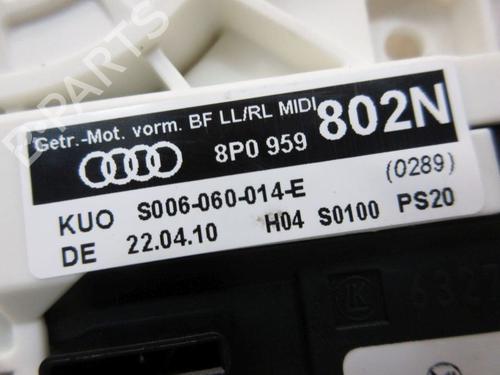 B-PARTS
Getr.-Mot. vorm. BF LL/RL MIDI
8P0 959 802N
KUO S006-060-014-E (0289)
DE 22.04.10 H04 S0100 PS20